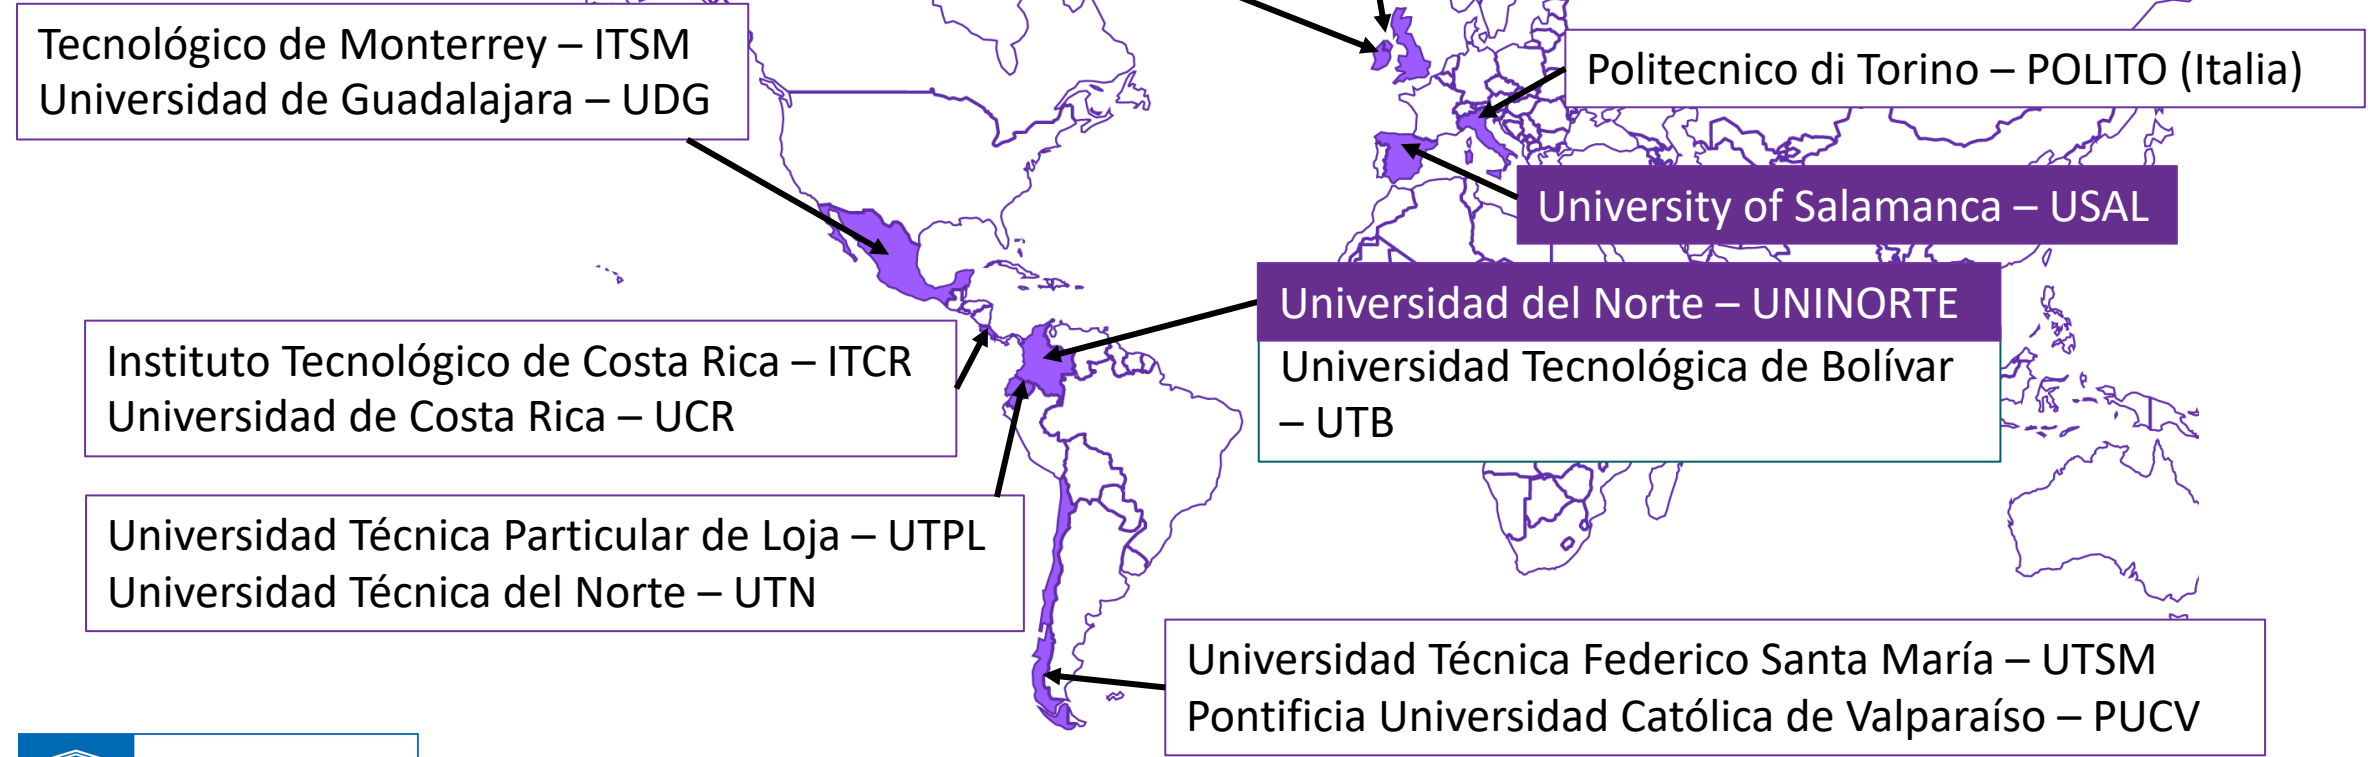 Tecnológico de Monterrey – ITSM
Universidad de Guadalajara – UDG
Politecnico di Torino – POLITO (Italia)
University of Salamanca – USAL
Universidad del Norte – UNINORTE
Universidad Tecnológica de Bolívar
– UTB
Instituto Tecnológico de Costa Rica – ITCR
Universidad de Costa Rica – UCR
Universidad Técnica Particular de Loja – UTPL
Universidad Técnica del Norte – UTN
Universidad Técnica Federico Santa María – UTSM
Pontificia Universidad Católica de Valparaíso – PUCV